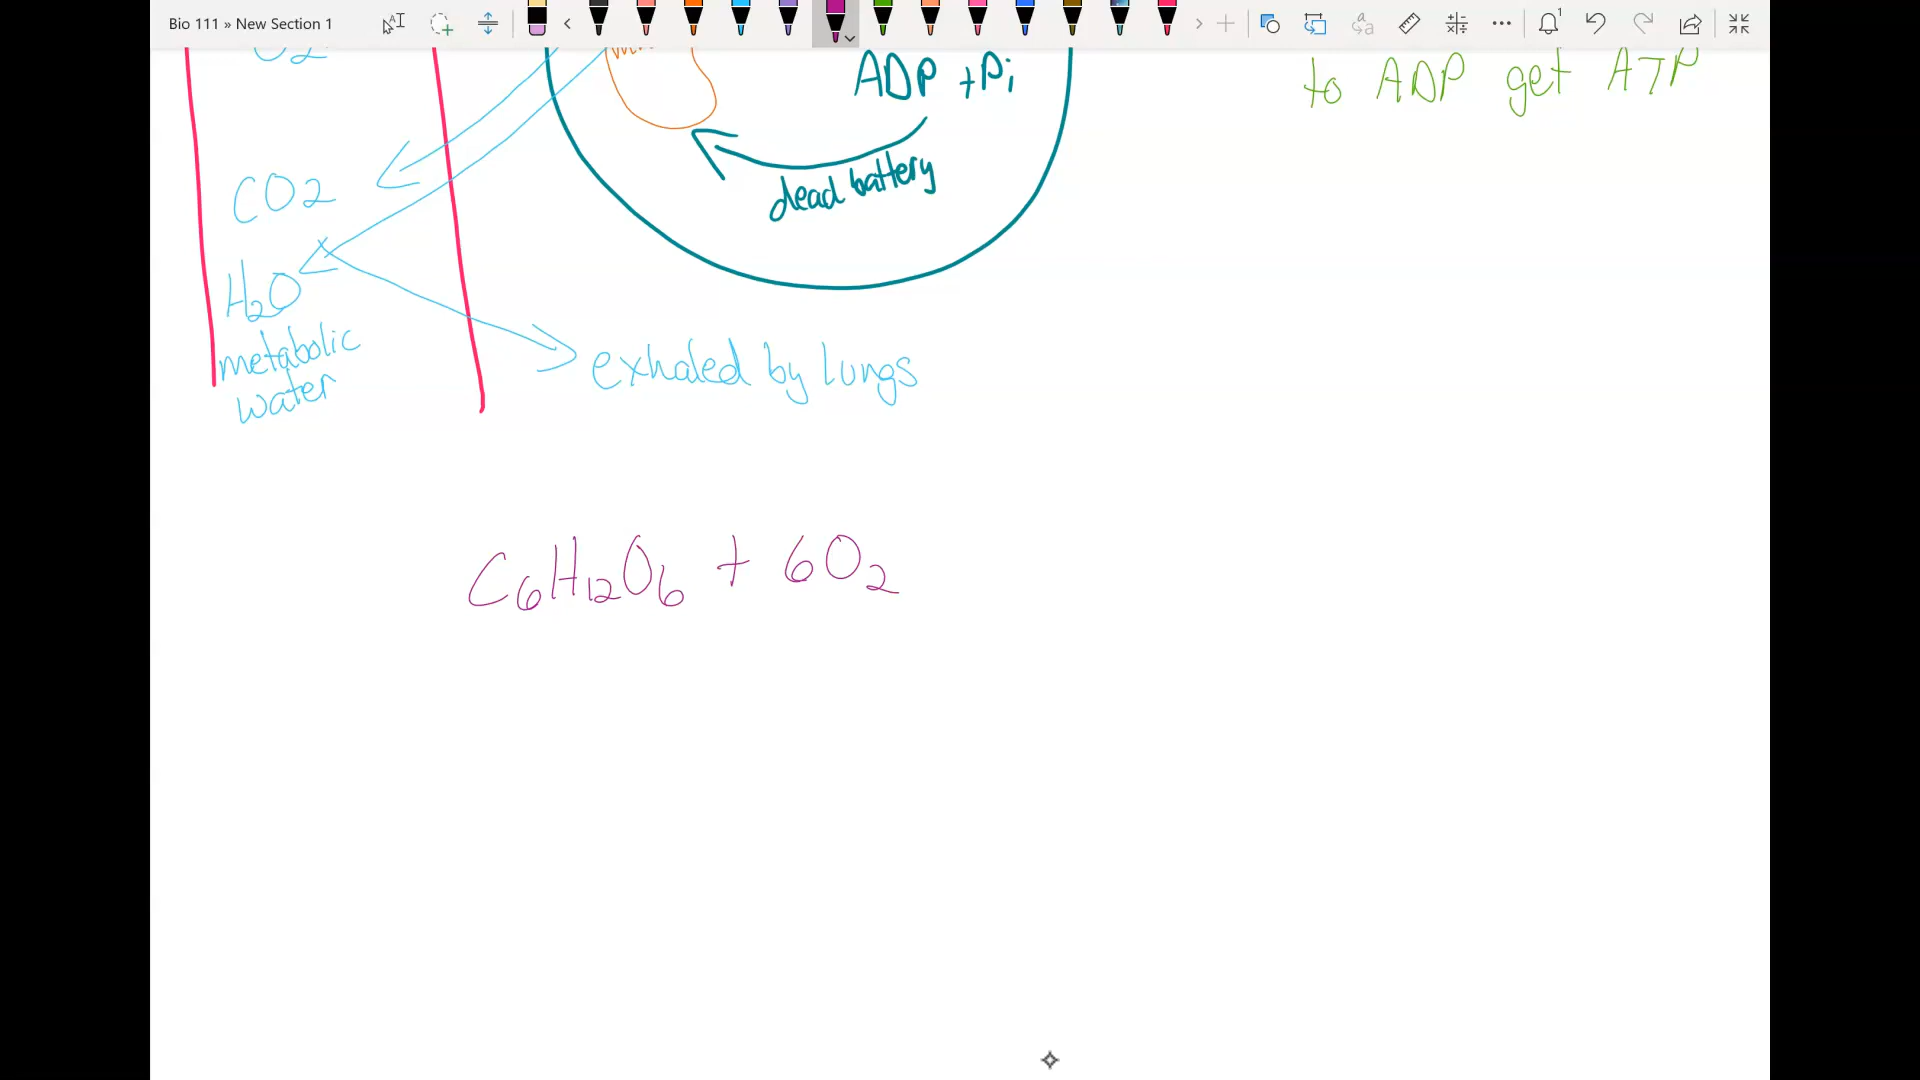 Bio 111 » New Section 1
ADP + Pi
to ADP get ATP
dead battery
CO2
H2O
metabolic
water
exhaled by lungs
C6H12O6 + 6O2